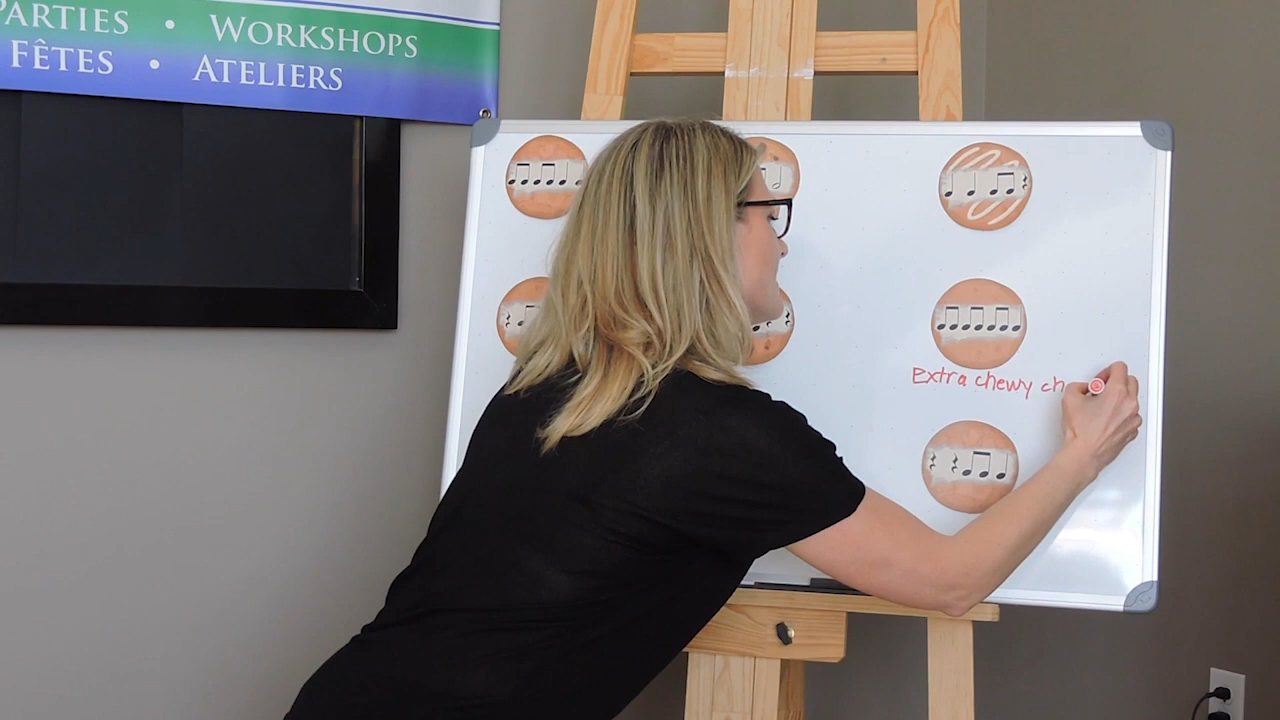 PARTIES • WORKSHOPS
FÊTES • ATELIERS
Extra chewy ch